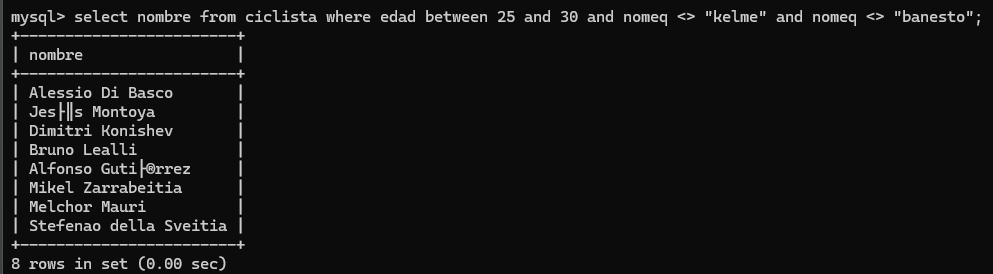 mysql> select nombre from ciclista where edad between 25 and 30 and nomeq <> "kelme" and nomeq <> "banesto";
+------------------------+
| nombre                 |
+------------------------+
| Alessio Di Basco       |
| Jes├║s Montoya         |
| Dimitri Konishev       |
| Bruno Lealli           |
| Alfonso Guti├®rrez     |
| Mikel Zarrabeitia      |
| Melchor Mauri          |
| Stefenao della Sveitia |
+------------------------+
8 rows in set (0.00 sec)